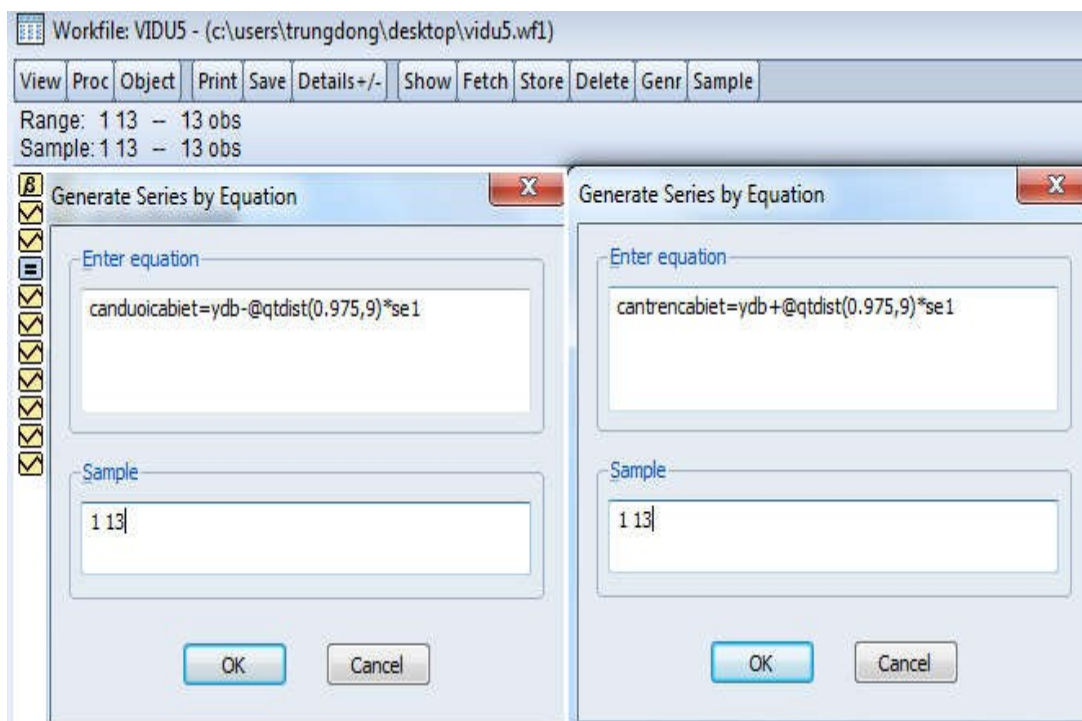 Workfile: VIDU5 - (c:\users\trungdong\desktop\vidu5.wf1)
View Proc Object Print Save Details+/- Show Fetch Store Delete Genr Sample
Range: 1 13 -- 13 obs
Sample: 1 13 -- 13 obs
β
=
Generate Series by Equation
X
Enter equation
canduoicabiet=ydb-@qtdist(0.975,9)*se1
Sample
1 13
OK Cancel
Generate Series by Equation
X
Enter equation
cantrencabiet=ydb+@qtdist(0.975,9)*se1
Sample
1 13
OK Cancel